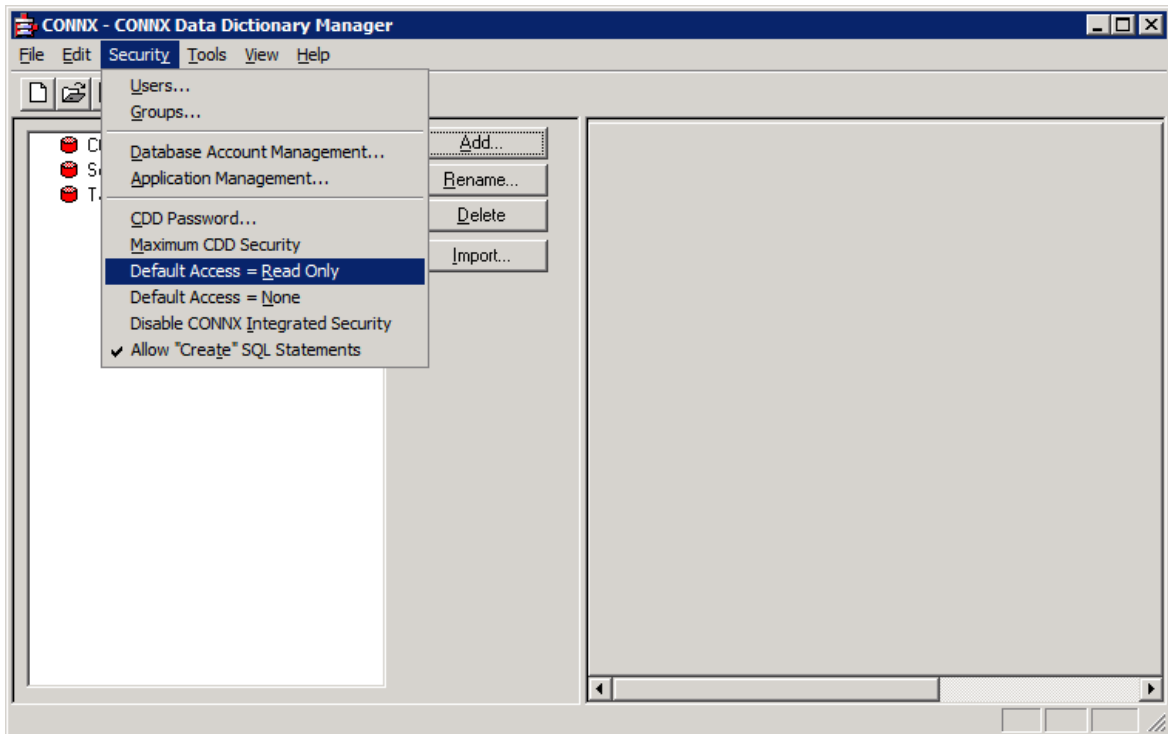 CONNX - CONNX Data Dictionary Manager
File Edit Security Tools View Help
Users...
Groups...
Database Account Management...
Application Management...
CDD Password...
Maximum CDD Security
Default Access = Read Only
Default Access = None
Disable CONNX Integrated Security
Allow "Create" SQL Statements
Add...
Rename...
Delete
Import...